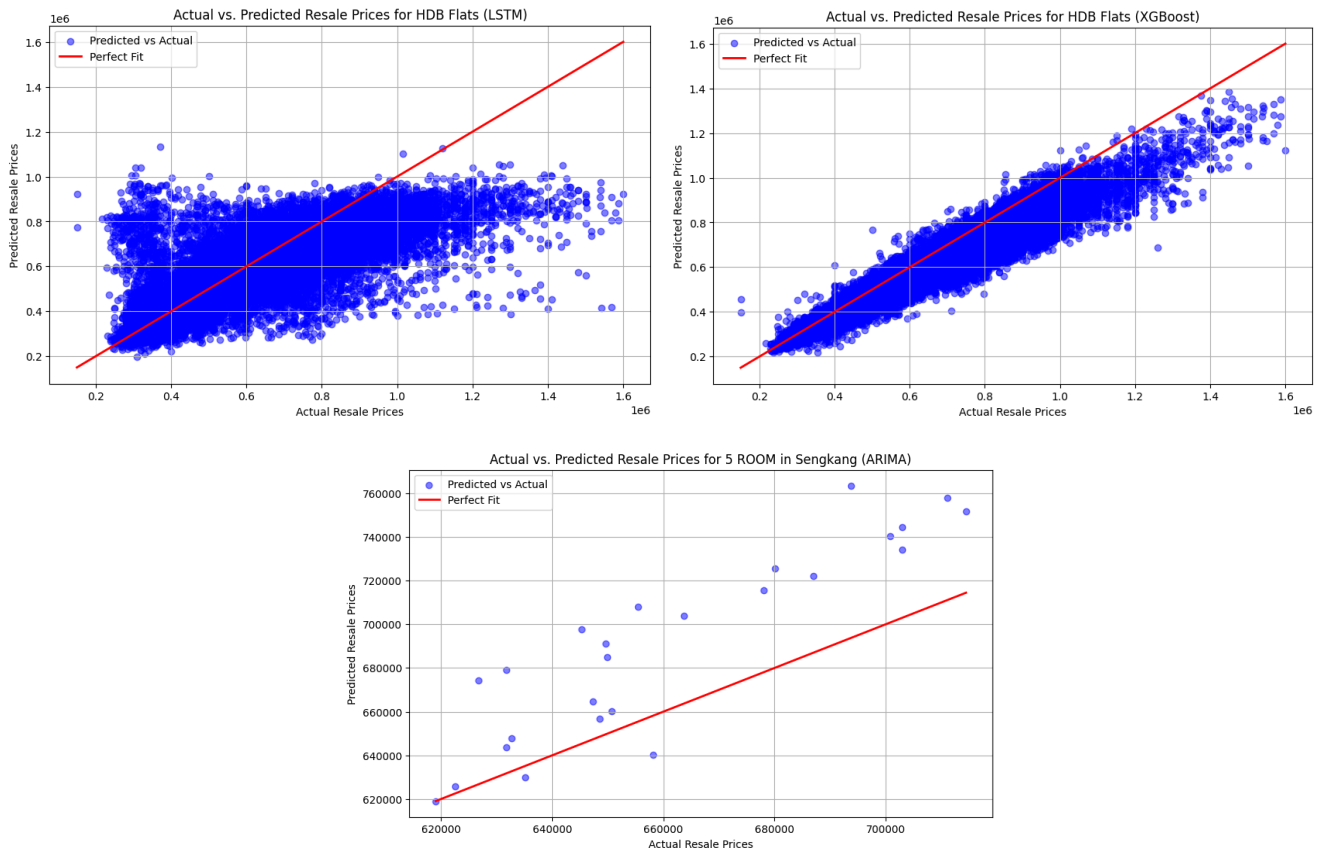 Actual vs. Predicted Resale Prices for HDB Flats (LSTM)
1e6
Predicted vs Actual
Perfect Fit
1.6
1.4
1.2
1.0
0.8
0.6
0.4
0.2
Predicted Resale Prices
0.2 0.4 0.6 0.8 1.0 1.2 1.4 1.6
1e6
Actual Resale Prices
Actual vs. Predicted Resale Prices for HDB Flats (XGBoost)
1e6
Predicted vs Actual
Perfect Fit
1.6
1.4
1.2
1.0
0.8
0.6
0.4
0.2
Predicted Resale Prices
0.2 0.4 0.6 0.8 1.0 1.2 1.4 1.6
1e6
Actual Resale Prices
Actual vs. Predicted Resale Prices for 5 ROOM in Sengkang (ARIMA)
Predicted vs Actual
Perfect Fit
760000
740000
720000
700000
680000
660000
640000
620000
Predicted Resale Prices
620000 640000 660000 680000 700000
Actual Resale Prices